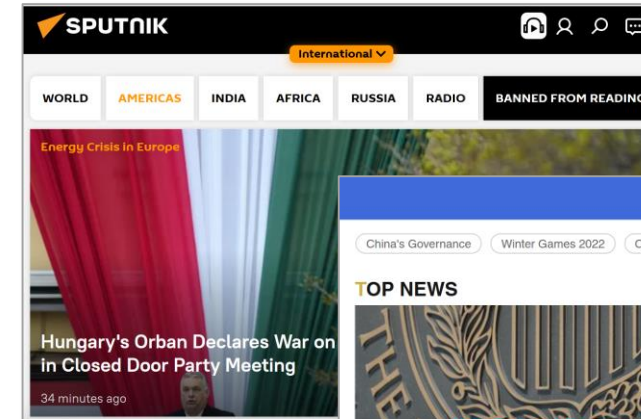 SPUTNIK
International
WORLD AMERICAS INDIA AFRICA RUSSIA RADIO BANNED FROM READING
Energy Crisis in Europe
Hungary's Orban Declares War on
in Closed Door Party Meeting
34 minutes ago
China's Governance Winter Games 2022 C
TOP NEWS
THE